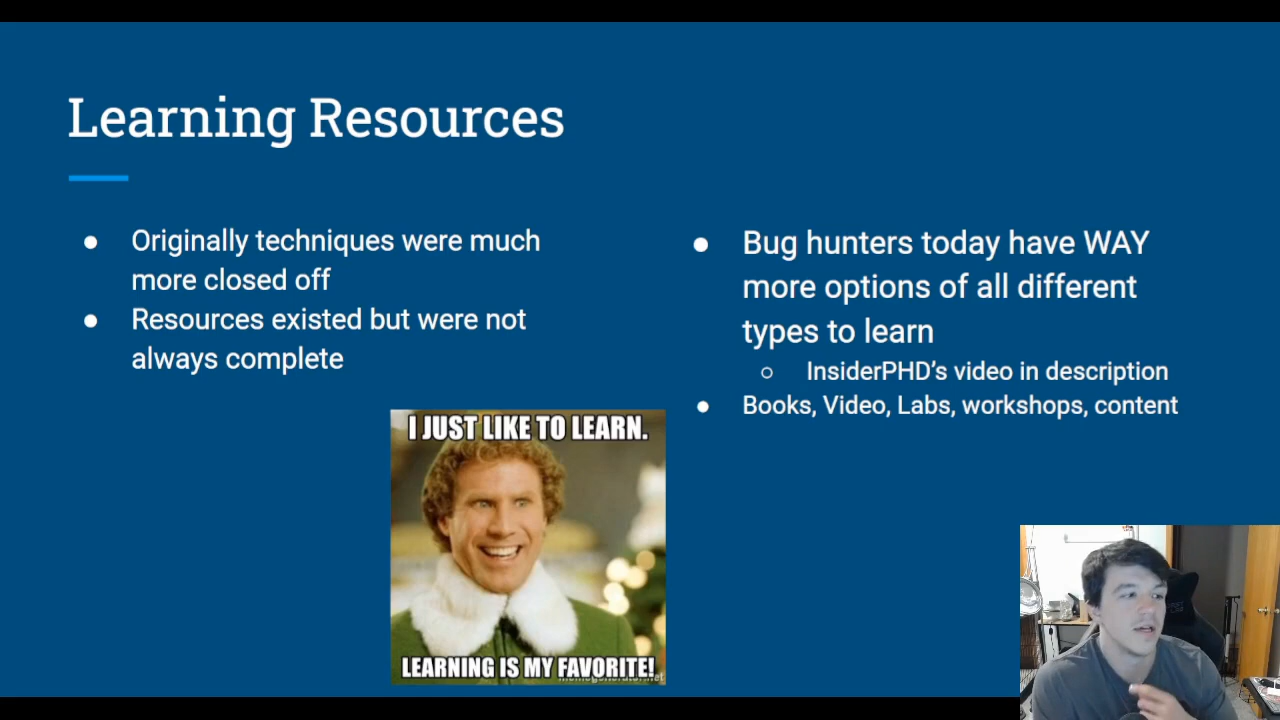 Learning Resources
● Originally techniques were much
more closed off
● Resources existed but were not
always complete
● Bug hunters today have WAY
more options of all different
types to learn
○ InsiderPHD's video in description
● Books, Video, Labs, workshops, content
I JUST LIKE TO LEARN.
LEARNING IS MY FAVORITE!